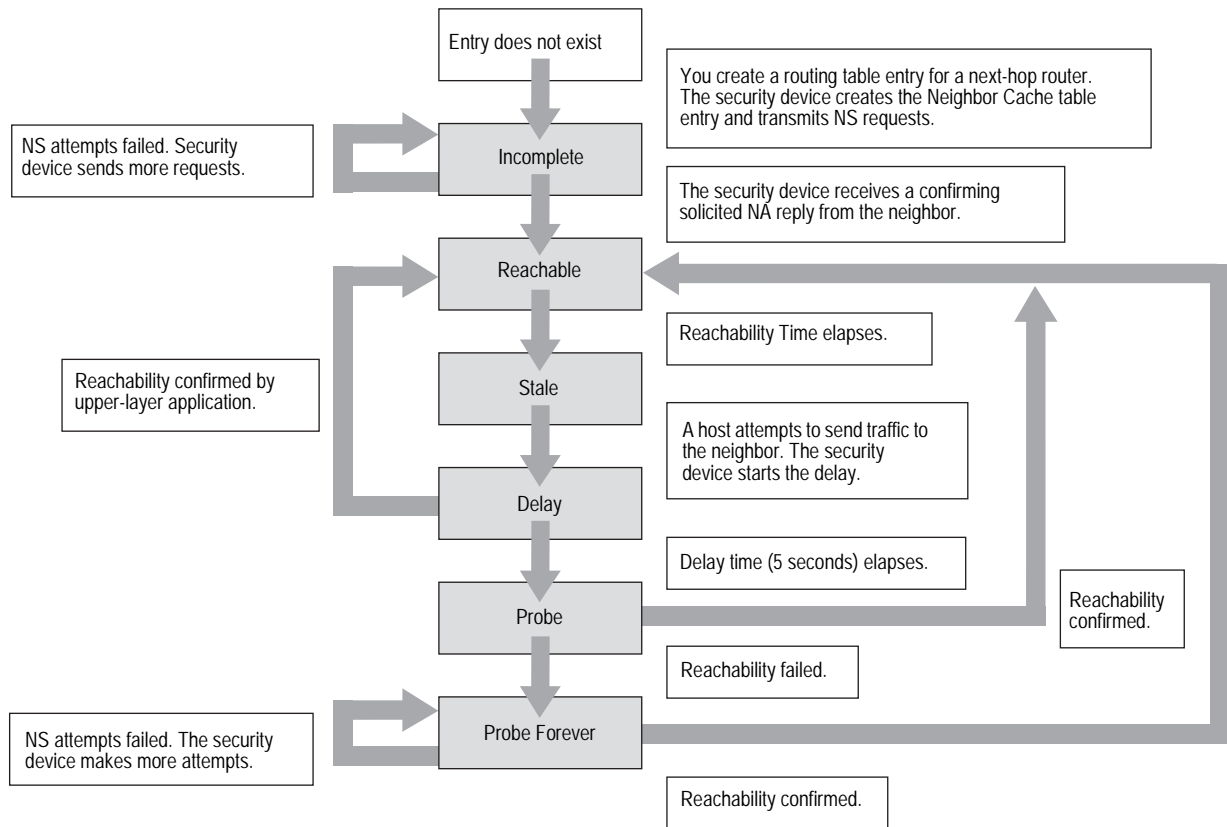 Entry does not exist
You create a routing table entry for a next-hop router.
The security device creates the Neighbor Cache table
entry and transmits NS requests.
NS attempts failed. Security
device sends more requests.
Incomplete
The security device receives a confirming
solicited NA reply from the neighbor.
Reachable
Reachability Time elapses.
Reachability confirmed by
upper-layer application.
Stale
A host attempts to send traffic to
the neighbor. The security
device starts the delay.
Delay
Delay time (5 seconds) elapses.
Probe
Reachability
confirmed.
Reachability failed.
NS attempts failed. The security
device makes more attempts.
Probe Forever
Reachability confirmed.